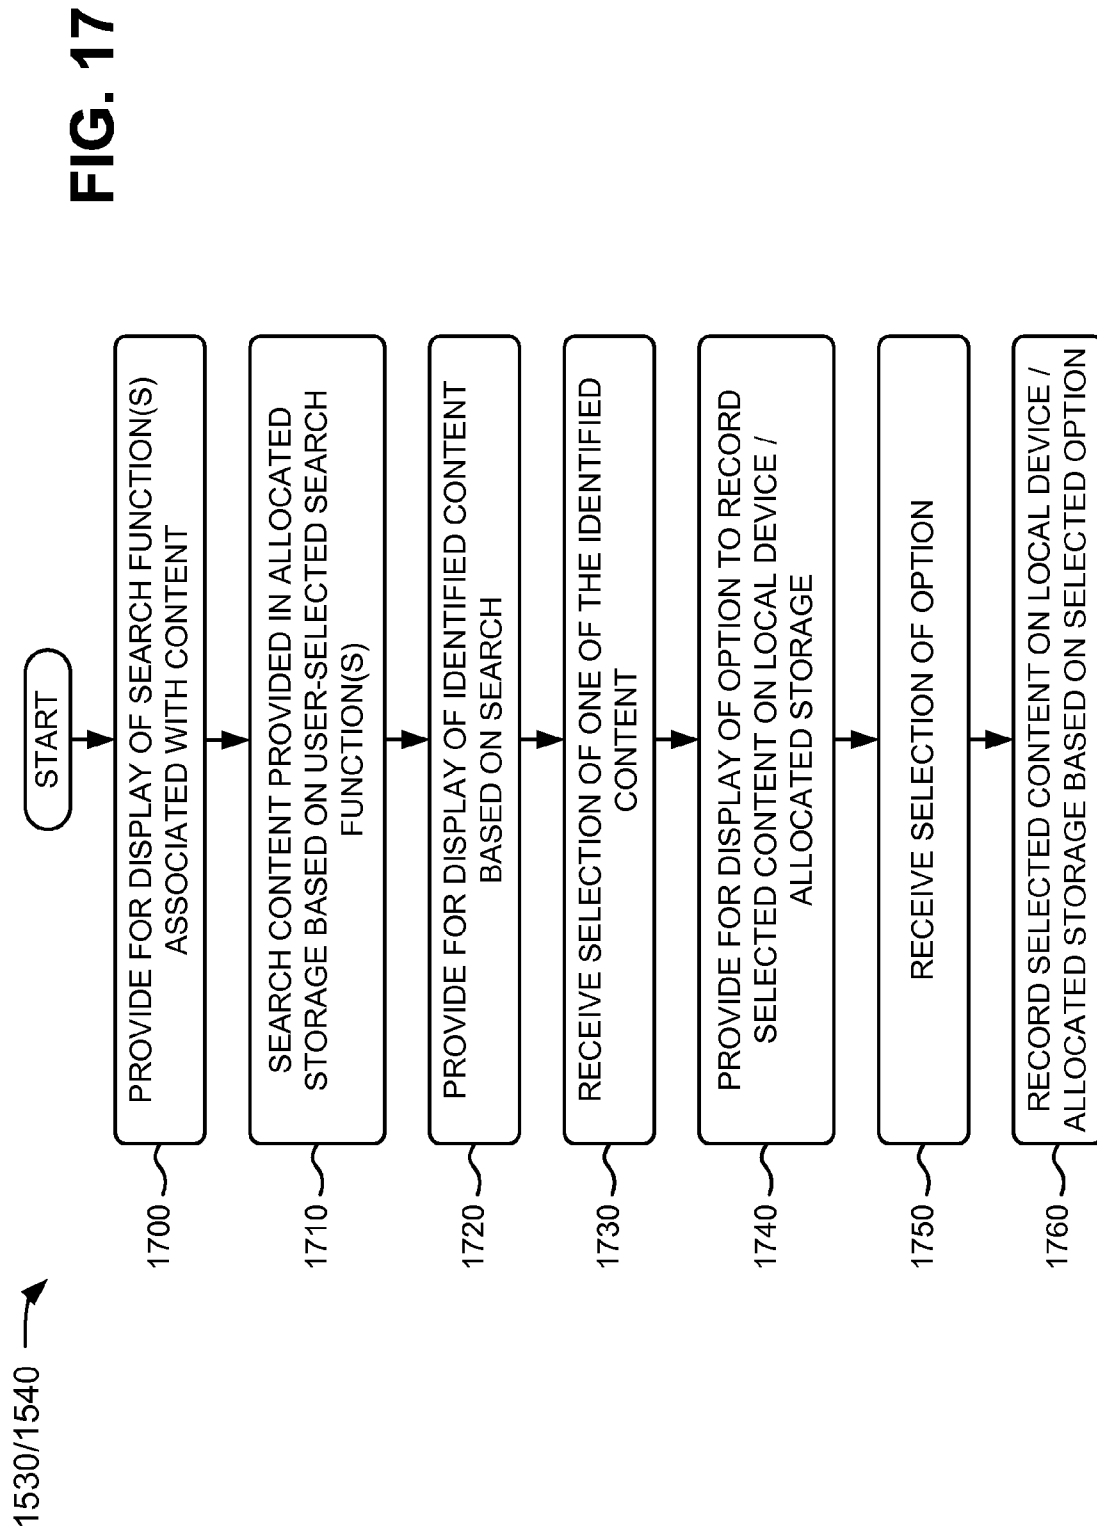 1530/1540
FIG. 17
START
1700
PROVIDE FOR DISPLAY OF SEARCH FUNCTION(S)
ASSOCIATED WITH CONTENT
1710
SEARCH CONTENT PROVIDED IN ALLOCATED
STORAGE BASED ON USER-SELECTED SEARCH
FUNCTION(S)
1720
PROVIDE FOR DISPLAY OF IDENTIFIED CONTENT
BASED ON SEARCH
1730
RECEIVE SELECTION OF ONE OF THE IDENTIFIED
CONTENT
1740
PROVIDE FOR DISPLAY OF OPTION TO RECORD
SELECTED CONTENT ON LOCAL DEVICE /
ALLOCATED STORAGE
1750
RECEIVE SELECTION OF OPTION
1760
RECORD SELECTED CONTENT ON LOCAL DEVICE /
ALLOCATED STORAGE BASED ON SELECTED OPTION